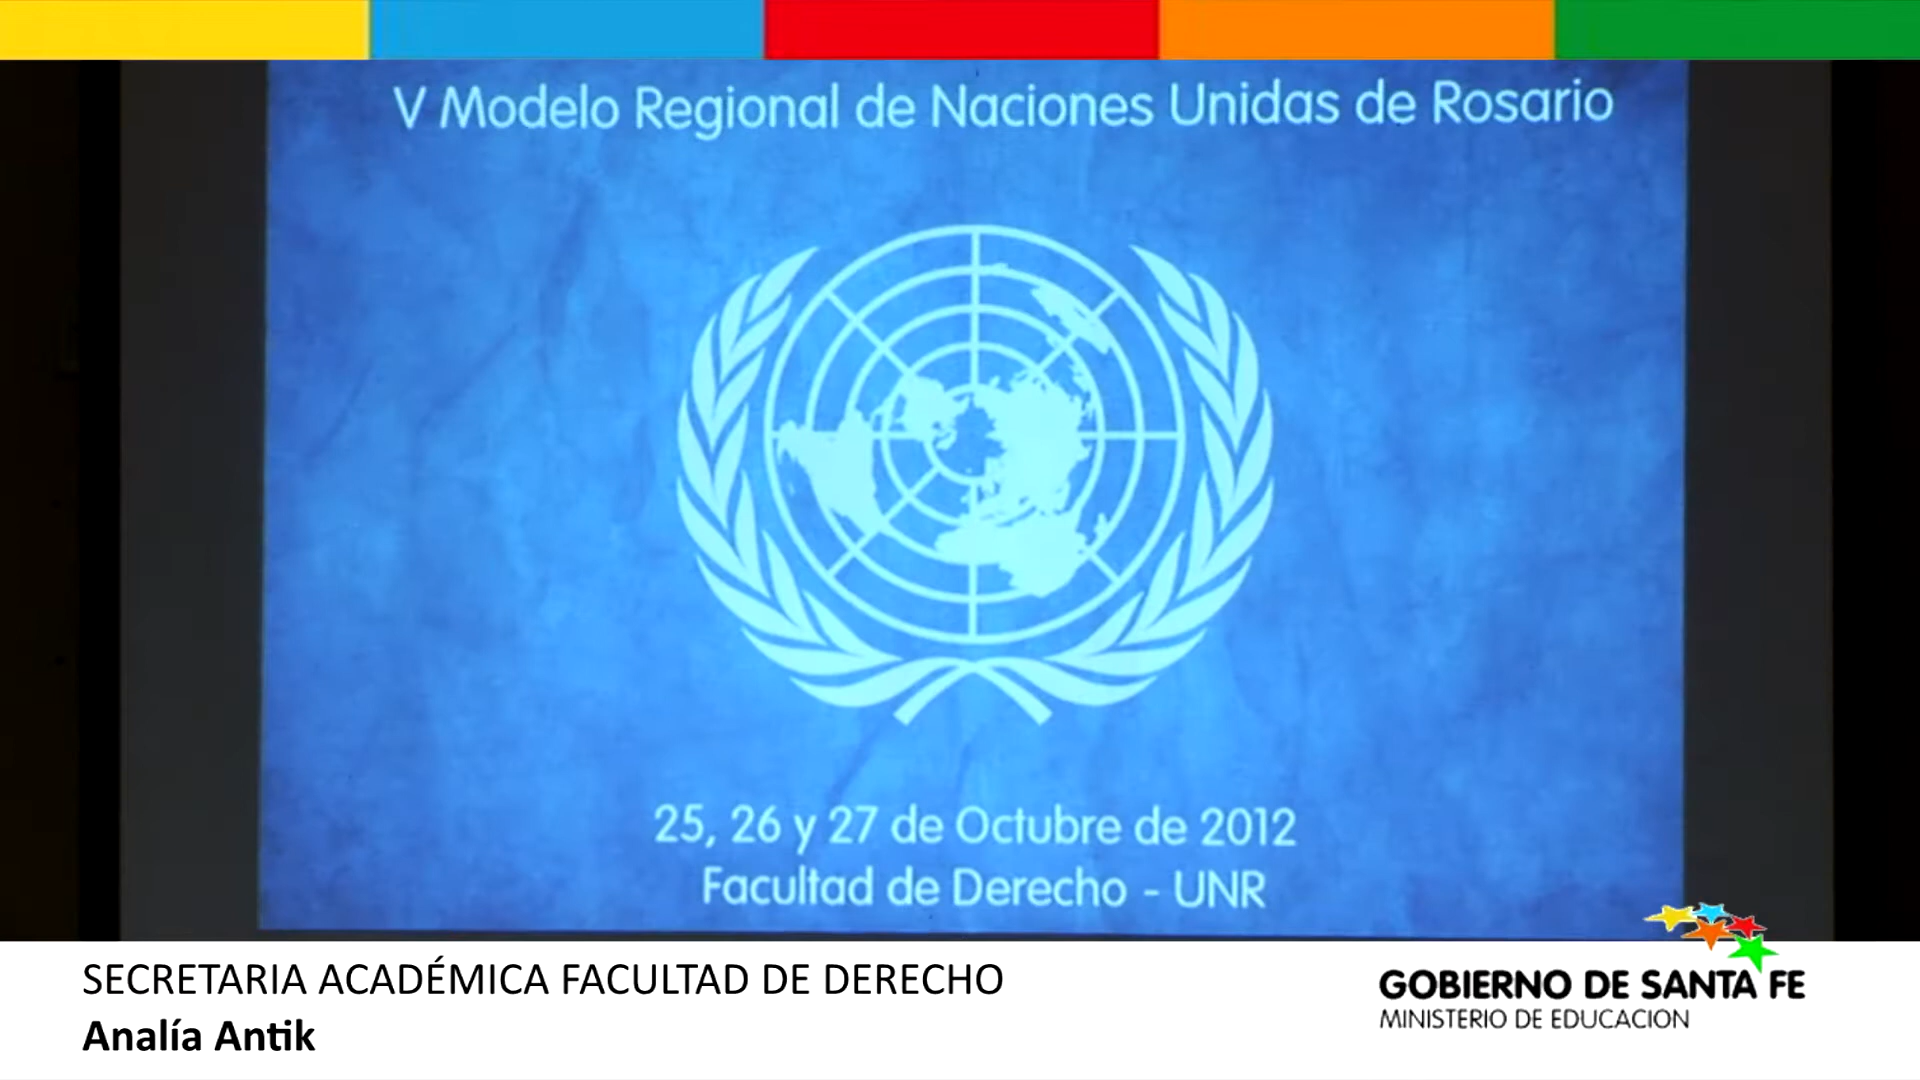 V Modelo Regional de Naciones Unidas de Rosario
25, 26 y 27 de Octubre de 2012
Facultad de Derecho - UNR
SECRETARIA ACADÉMICA FACULTAD DE DERECHO
Analía Antik
GOBIERNO DE SANTA FE
MINISTERIO DE EDUCACION